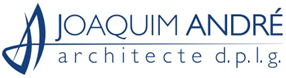 JOAQUIM ANDRÉ
architecte d.p.l.g.